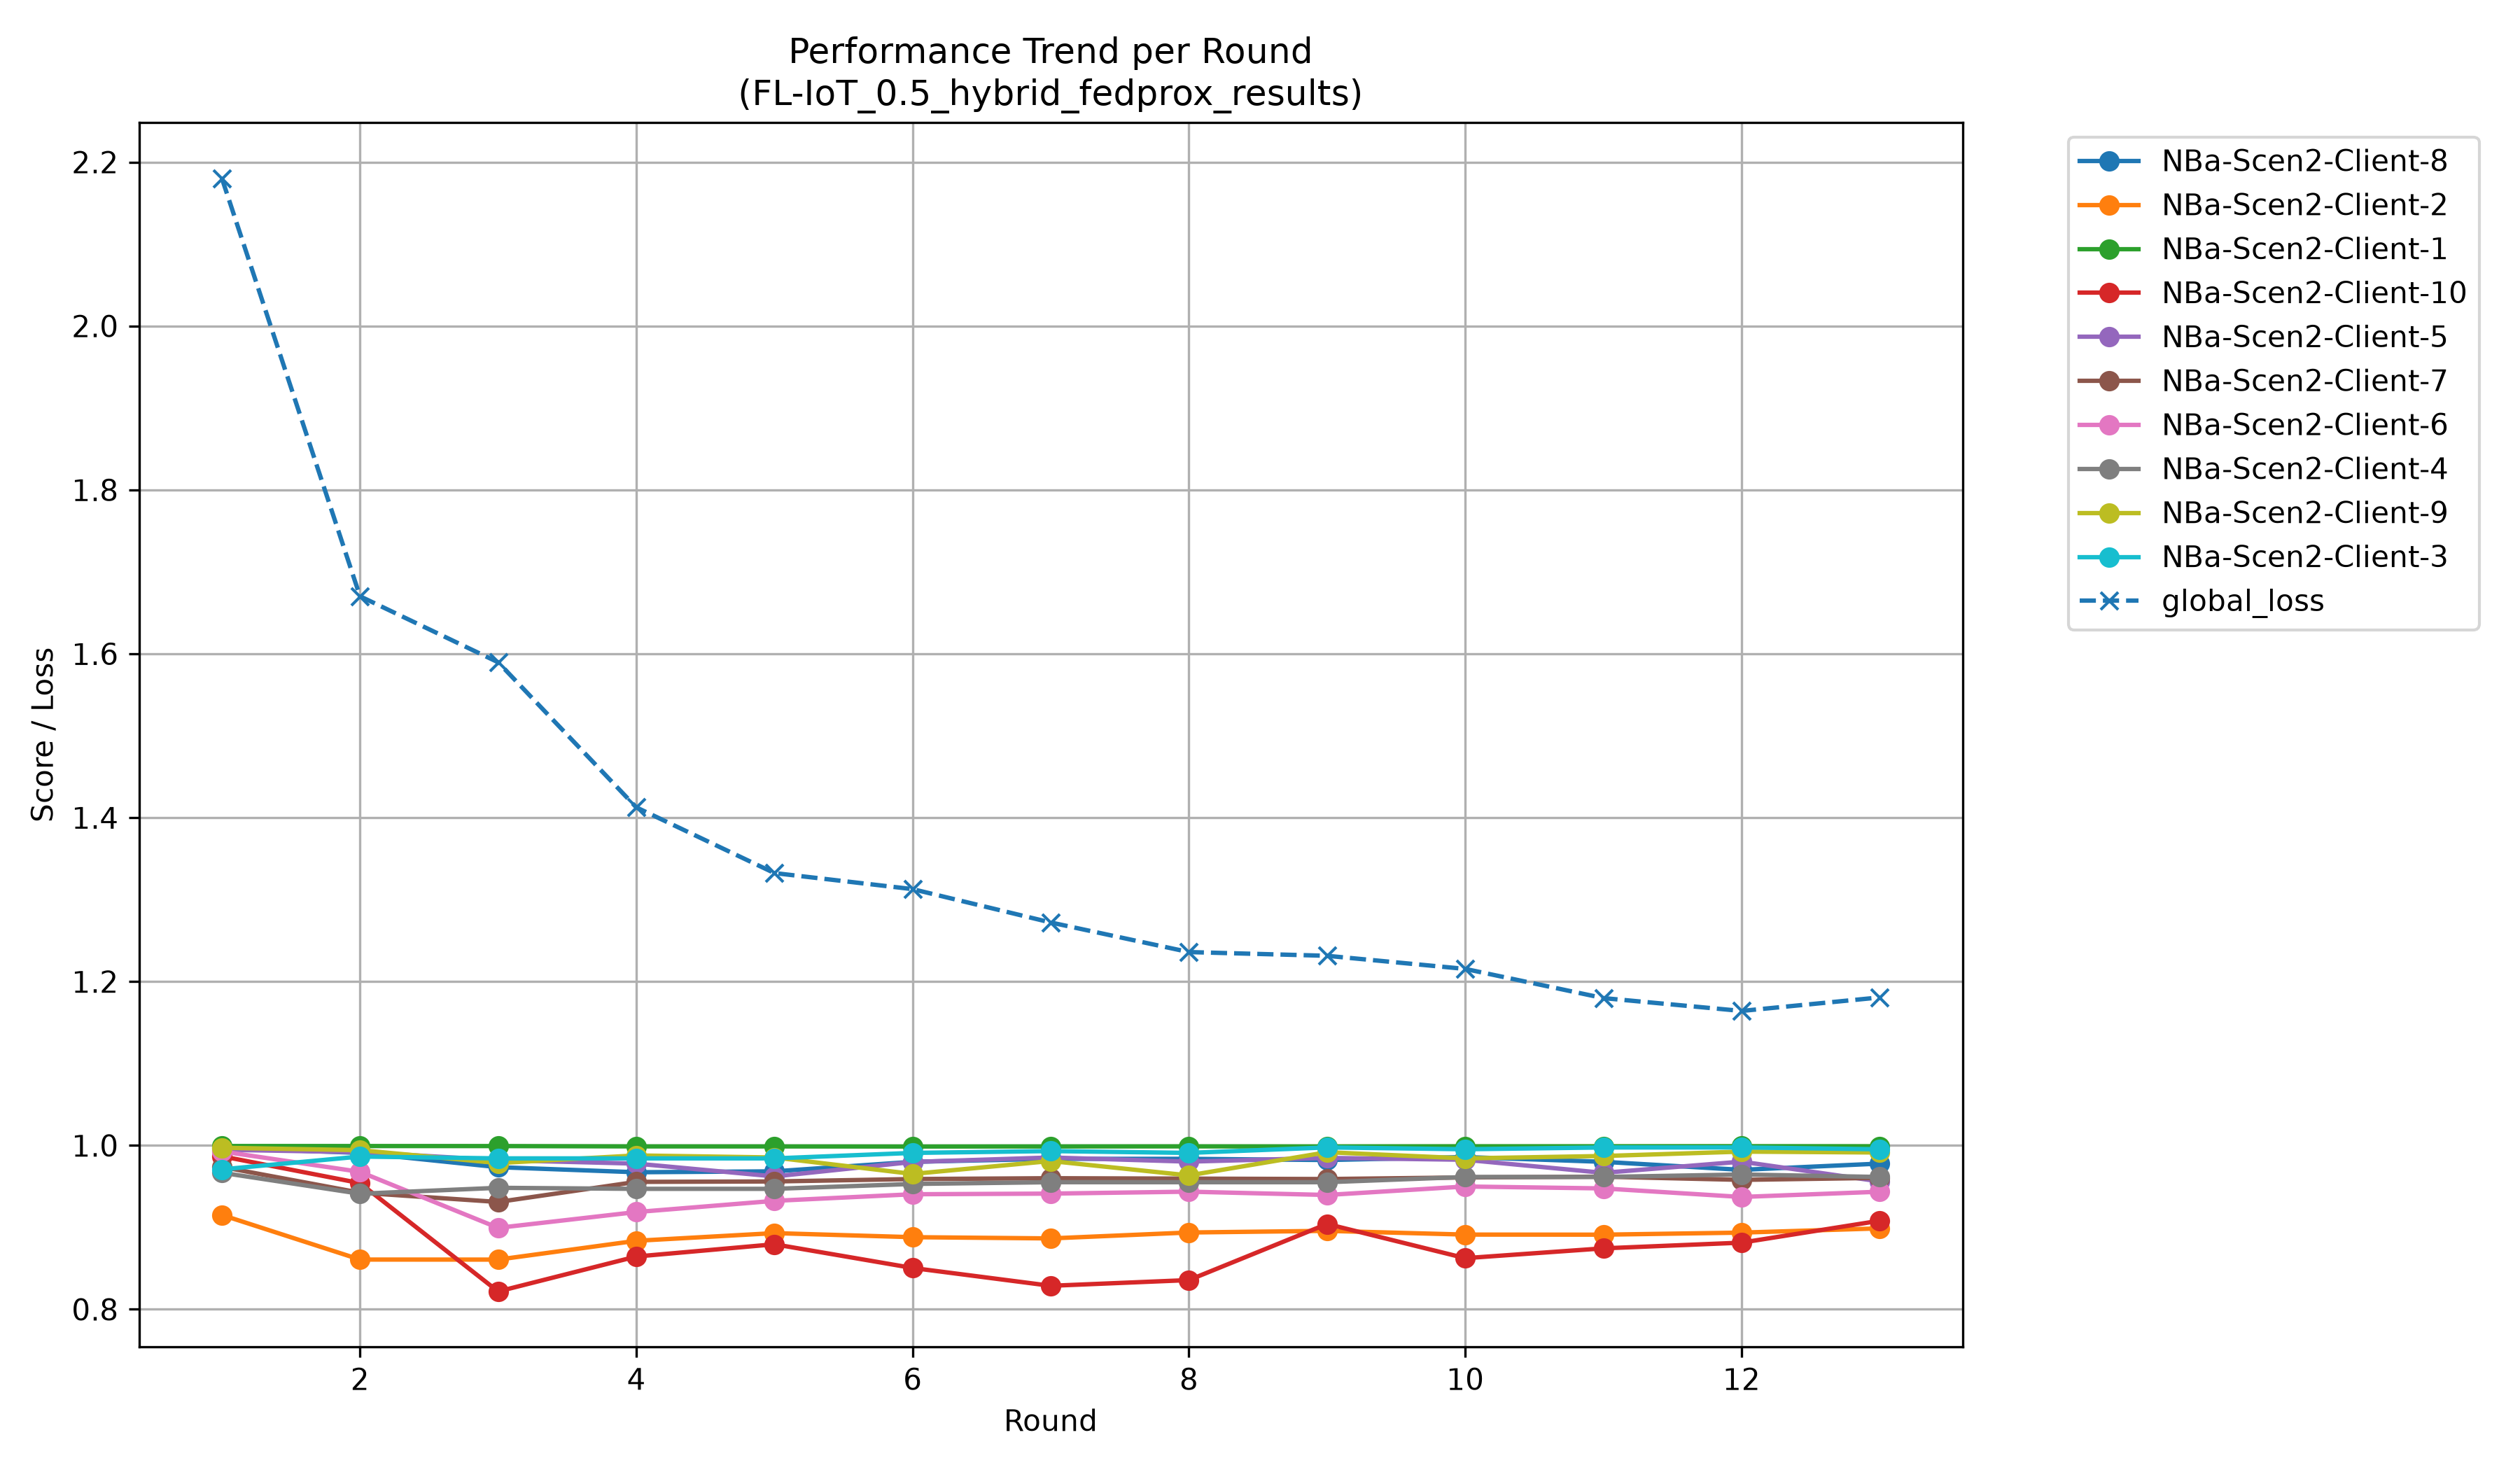 Performance Trend per Round
(FL-IoT_0.5_hybrid_fedprox_results)
Score / Loss
2.2
2.0
1.8
1.6
1.4
1.2
1.0
0.8
2
4
6
8
10
12
Round
NBa-Scen2-Client-8
NBa-Scen2-Client-2
NBa-Scen2-Client-1
NBa-Scen2-Client-10
NBa-Scen2-Client-5
NBa-Scen2-Client-7
NBa-Scen2-Client-6
NBa-Scen2-Client-4
NBa-Scen2-Client-9
NBa-Scen2-Client-3
global_loss